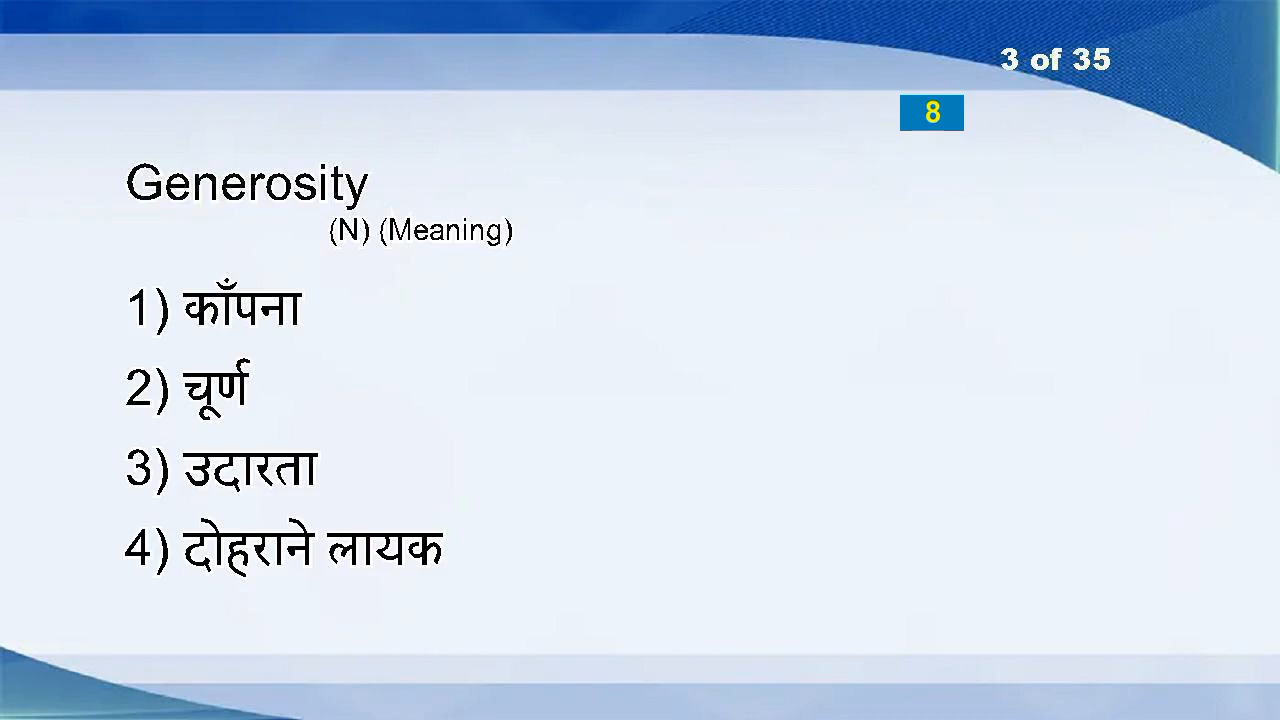 3 of 35
8
Generosity
(N) (Meaning)
1) काँपना
2) चूर्ण
3) उदारता
4) दोहराने लायक